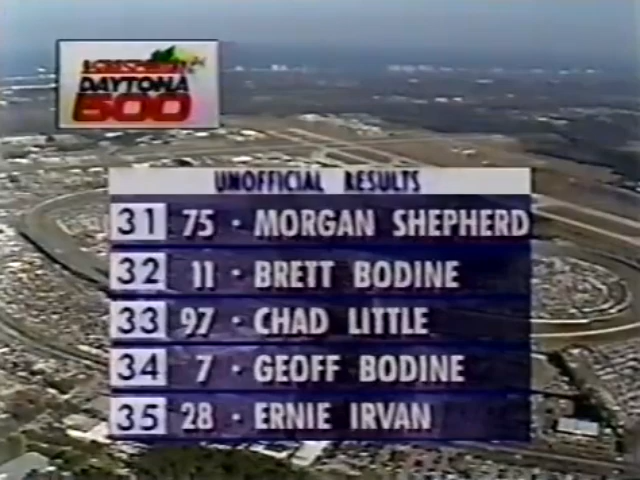 DAYTONA
500
UNOFFICIAL RESULTS
31 75 · MORGAN SHEPHERD
32 11 · BRETT BODINE
33 97 · CHAD LITTLE
34 7 · GEOFF BODINE
35 28 · ERNIE IRVAN